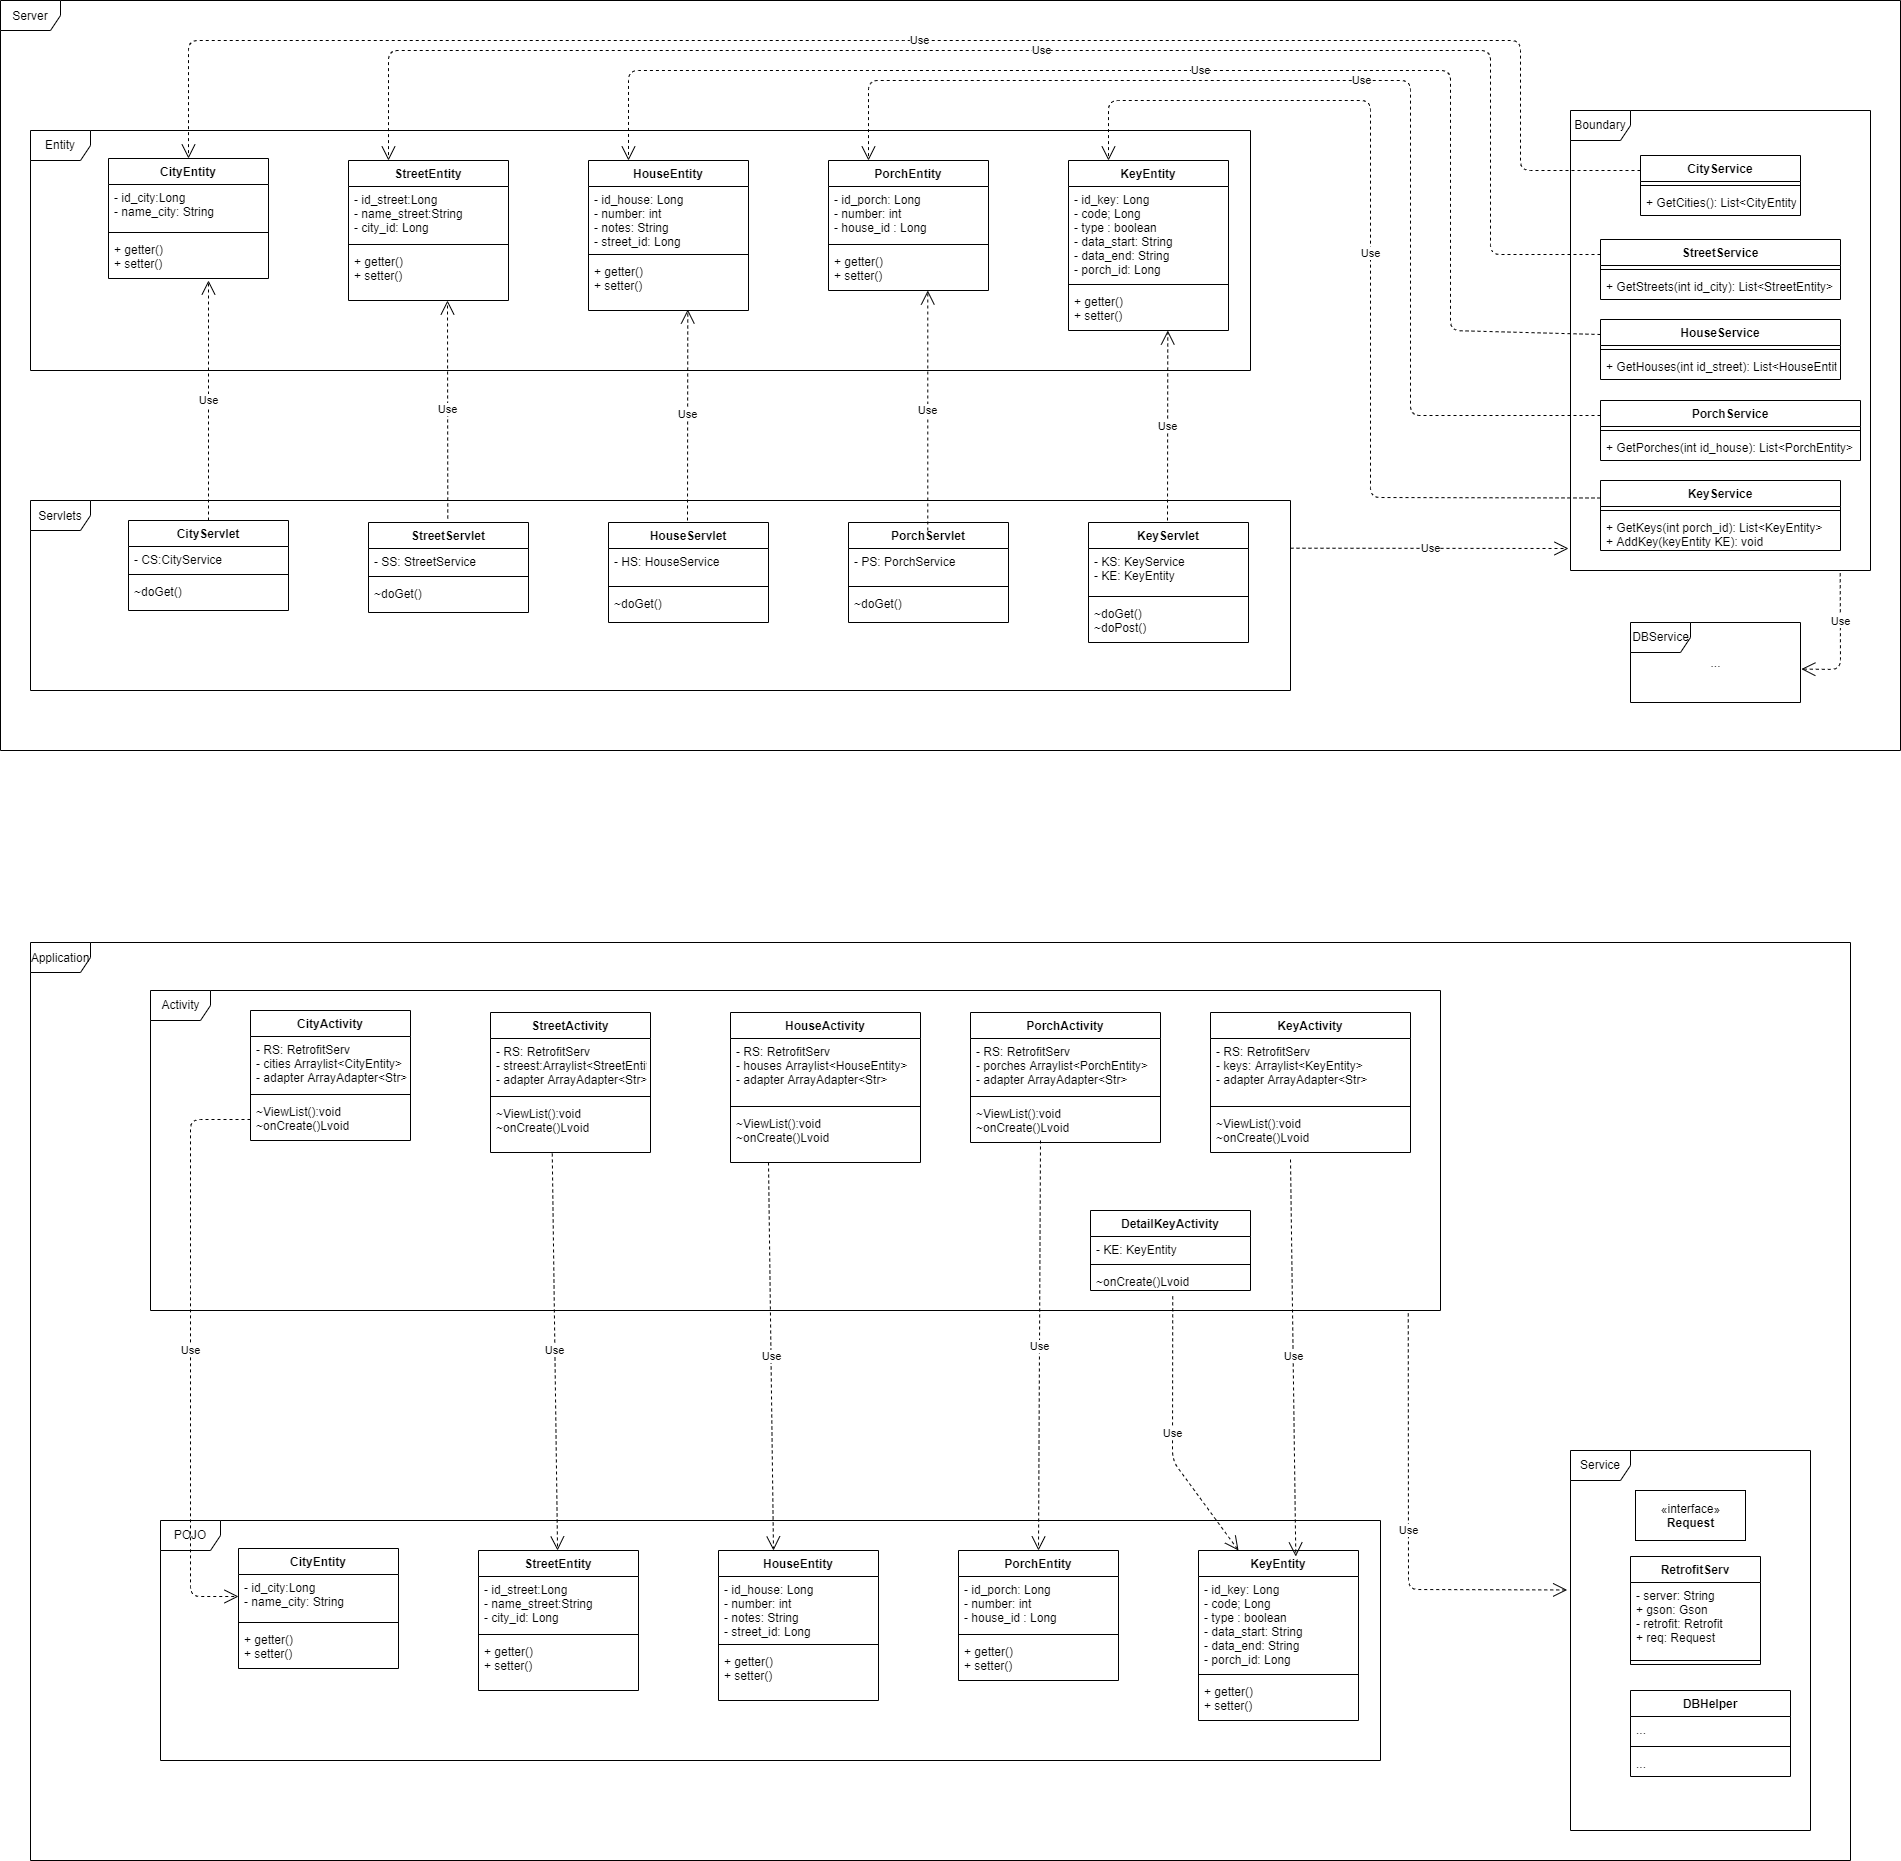 Server
Use
Use
Use
Use
Entity
CityEntity
- id_city:Long
- name_city: String
+ getter()
+ setter()
StreetEntity
- id_street:Long
- name_street:String
- city_id: Long
+ getter()
+ setter()
HouseEntity
- id_house: Long
- number: int
- notes: String
- street_id: Long
+ getter()
+ setter()
PorchEntity
- id_porch: Long
- number: int
- house_id : Long
+ getter()
+ setter()
KeyEntity
- id_key: Long
- code; Long
- type : boolean
- data_start: String
- data_end: String
- porch_id: Long
+ getter()
+ setter()
Use
Boundary
CityService
+ GetCities(): List<CityEntity
StreetService
+ GetStreets(int id_city): List<StreetEntity>
HouseService
+ GetHouses(int id_street): List<HouseEntit
PorchService
+ GetPorches(int id_house): List<PorchEntity>
KeyService
+ GetKeys(int porch_id): List<KeyEntity>
+ AddKey(keyEntity KE): void
Use
Use
Use
Use
Use
Servlets
CityServlet
- CS:CityService
~doGet()
StreetServlet
- SS: StreetService
~doGet()
HouseServlet
- HS: HouseService
~doGet()
PorchServlet
- PS: PorchService
~doGet()
KeyServlet
- KS: KeyService
- KE: KeyEntity
~doGet()
~doPost()
Use
Use
DBService
...
Application
Activity
CityActivity
- RS: RetrofitServ
- cities Arraylist<CityEntity>
- adapter ArrayAdapter<Str>
~ViewList():void
~onCreate()Lvoid
StreetActivity
- RS: RetrofitServ
- streest:Arraylist<StreetEnti
- adapter ArrayAdapter<Str>
~ViewList():void
~onCreate()Lvoid
HouseActivity
- RS: RetrofitServ
- houses Arraylist<HouseEntity>
- adapter ArrayAdapter<Str>
~ViewList():void
~onCreate()Lvoid
PorchActivity
- RS: RetrofitServ
- porches Arraylist<PorchEntity>
- adapter ArrayAdapter<Str>
~ViewList():void
~onCreate()Lvoid
KeyActivity
- RS: RetrofitServ
- keys: Arraylist<KeyEntity>
- adapter ArrayAdapter<Str>
~ViewList():void
~onCreate()Lvoid
DetailKeyActivity
- KE: KeyEntity
~onCreate()Lvoid
Use
Use
Use
Use
Use
Use
Use
POJO
CityEntity
- id_city:Long
- name_city: String
+ getter()
+ setter()
StreetEntity
- id_street:Long
- name_street:String
- city_id: Long
+ getter()
+ setter()
HouseEntity
- id_house: Long
- number: int
- notes: String
- street_id: Long
+ getter()
+ setter()
PorchEntity
- id_porch: Long
- number: int
- house_id : Long
+ getter()
+ setter()
KeyEntity
- id_key: Long
- code; Long
- type : boolean
- data_start: String
- data_end: String
- porch_id: Long
+ getter()
+ setter()
Service
«interface»
Request
RetrofitServ
- server: String
+ gson: Gson
- retrofit: Retrofit
+ req: Request
DBHelper
...
...